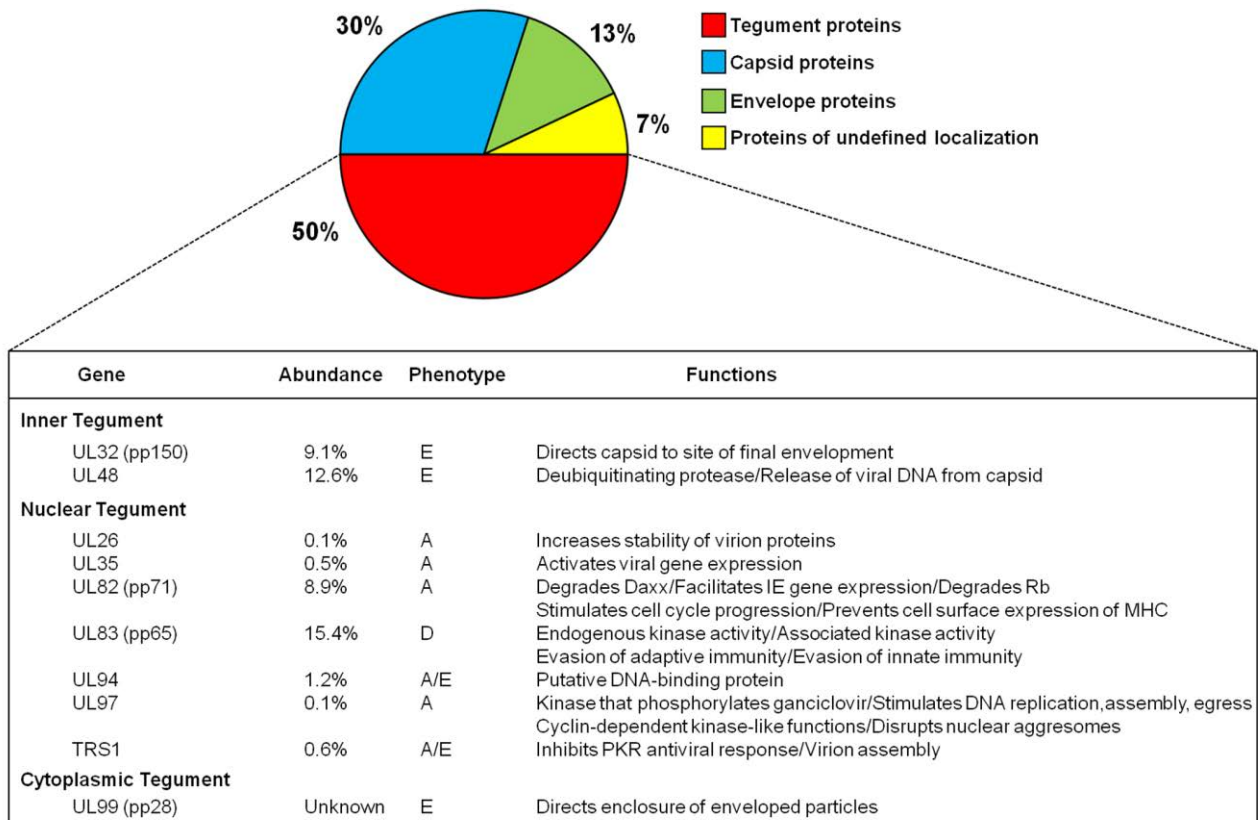 30%
13%
7%
50%
Tegument proteins
Capsid proteins
Envelope proteins
Proteins of undefined localization
Gene Abundance Phenotype Functions
Inner Tegument
UL32 (pp150) 9.1% E Directs capsid to site of final envelopment
UL48 12.6% E Deubiquitinating protease/Release of viral DNA from capsid
Nuclear Tegument
UL26 0.1% A Increases stability of virion proteins
UL35 0.5% A Activates viral gene expression
UL82 (pp71) 8.9% A Degrades Daxx/Facilitates IE gene expression/Degrades Rb
Stimulates cell cycle progression/Prevents cell surface expression of MHC
UL83 (pp65) 15.4% D Endogenous kinase activity/Associated kinase activity
Evasion of adaptive immunity/Evasion of innate immunity
UL94 1.2% A/E Putative DNA-binding protein
UL97 0.1% A Kinase that phosphorylates ganciclovir/Stimulates DNA replication,assembly, egress
Cyclin-dependent kinase-like functions/Disrupts nuclear aggresomes
TRS1 0.6% A/E Inhibits PKR antiviral response/Virion assembly
Cytoplasmic Tegument
UL99 (pp28) Unknown E Directs enclosure of enveloped particles